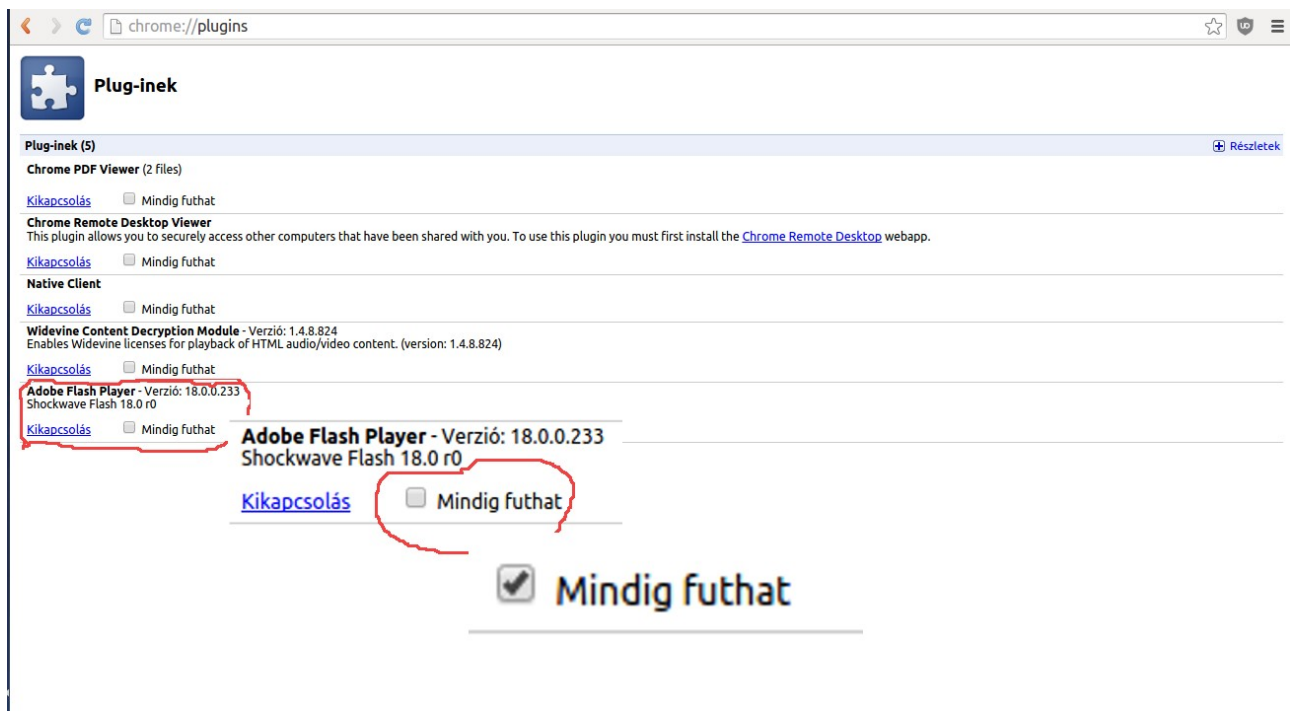 chrome://plugins
Plug-inek
Plug-inek (5)
Részletek
Chrome PDF Viewer (2 files)
Kikapcsolás Mindig futhat
Chrome Remote Desktop Viewer
This plugin allows you to securely access other computers that have been shared with you. To use this plugin you must first install the Chrome Remote Desktop webapp.
Kikapcsolás Mindig futhat
Native Client
Kikapcsolás Mindig futhat
Widevine Content Decryption Module - Verzió: 1.4.8.824
Enables Widevine licenses for playback of HTML audio/video content. (version: 1.4.8.824)
Kikapcsolás Mindig futhat
Adobe Flash Player - Verzió: 18.0.0.233
Shockwave Flash 18.0 r0
Kikapcsolás Mindig futhat
Adobe Flash Player - Verzió: 18.0.0.233
Shockwave Flash 18.0 r0
Kikapcsolás Mindig futhat
Mindig futhat